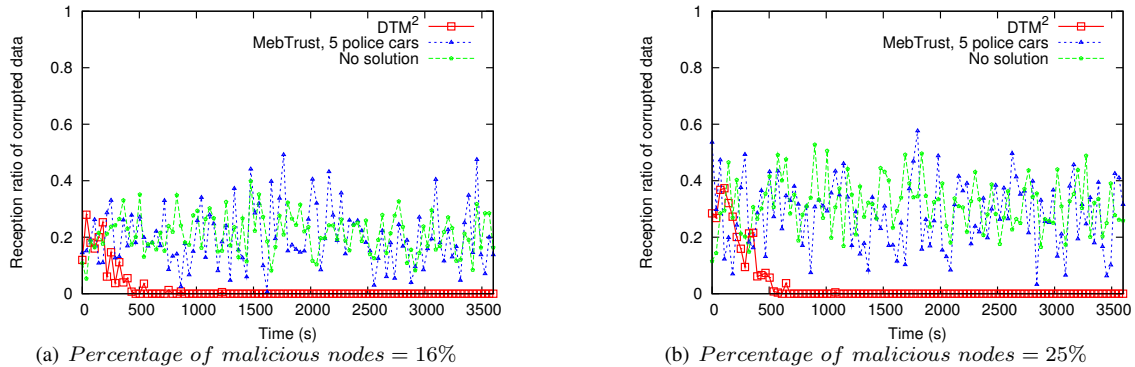 DTM2
MebTrust, 5 police cars
No solution
Reception ratio of corrupted data
1
0.8
0.6
0.4
0.2
0
0 500 1000 1500 2000 2500 3000 3500
Time (s)
(a) Percentage of malicious nodes = 16%
DTM2
MebTrust, 5 police cars
No solution
Reception ratio of corrupted data
1
0.8
0.6
0.4
0.2
0
0 500 1000 1500 2000 2500 3000 3500
Time (s)
(b) Percentage of malicious nodes = 25%